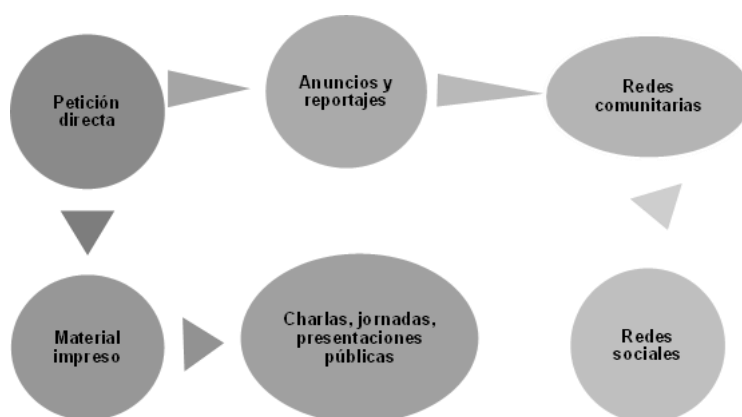 Petición
directa
Anuncios y
reportajes
Redes
comunitarias
Material
impreso
Charlas, jornadas,
presentaciones
públicas
Redes
sociales